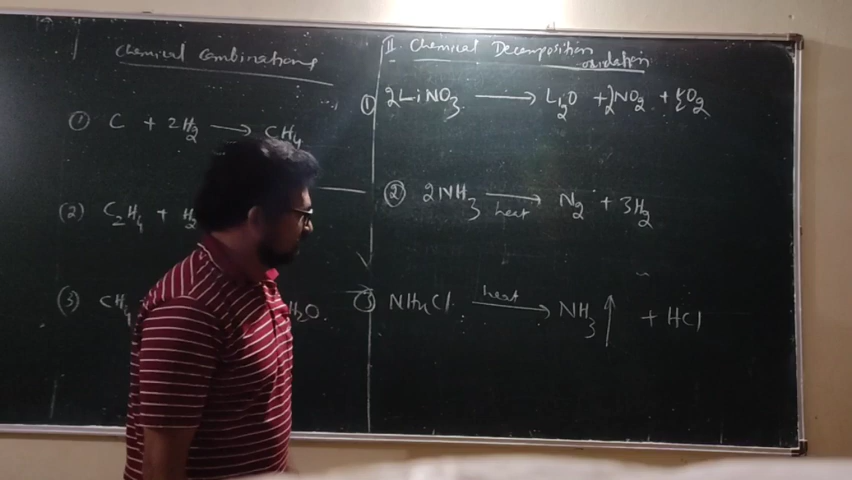 Chemical Combinations
① C + 2H2 ⟶ CH4
(2) C2H4 + H2
(3) CH4 H2O
II. Chemical Decomposition
oxidation
① 2LiNO3 ⟶ Li2O + 2NO2 + ½O2
② 2NH3 ⟶ N2 + 3H2
heat
③ NH4Cl ⟶ NH3 ↑ + HCl
heat